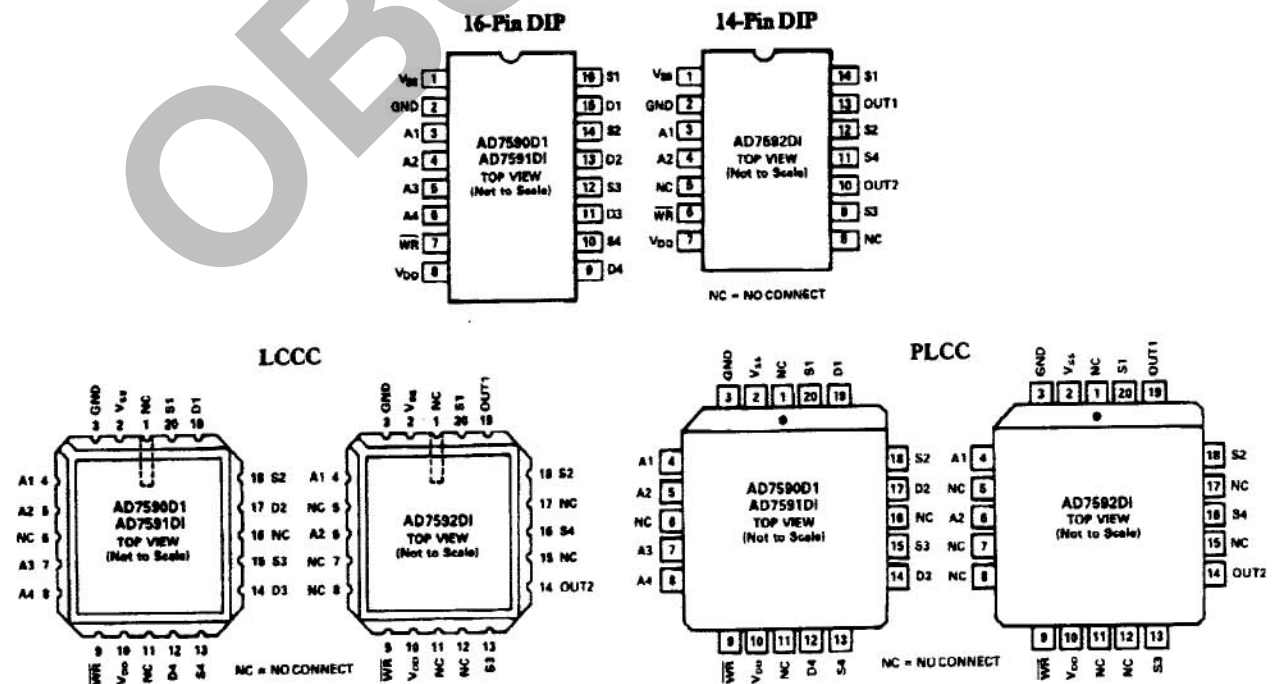 OB
16-Pin DIP
VSS 1
GND 2
A1 3
A2 4
A3 5
A4 6
WR 7
VDD 8
AD7590D1
AD7591DI
TOP VIEW
(Not to Scale)
16 S1
15 D1
14 S2
13 D2
12 S3
11 D3
10 S4
9 D4
14-Pin DIP
VSS 1
GND 2
A1 3
A2 4
NC 5
WR 6
VDD 7
AD7592DI
TOP VIEW
(Not to Scale)
14 S1
13 OUT1
12 S2
11 S4
10 OUT2
9 S3
8 NC
NC = NO CONNECT
LCCC
GND VSS NC S1 D1
3 2 1 20 19
A1 4
A2 5
NC 6
A3 7
A4 8
AD7590D1
AD7591DI
TOP VIEW
(Not to Scale)
18 S2
17 D2
16 NC
15 S3
14 D3
9 10 11 12 13
WR VDD NC D4 S4
NC = NO CONNECT
GND VSS NC S1 OUT1
3 2 1 20 19
A1 4
NC 5
A2 6
NC 7
NC 8
AD7592DI
TOP VIEW
(Not to Scale)
18 S2
17 NC
16 S4
15 NC
14 OUT2
9 10 11 12 13
WR VDD NC NC S3
PLCC
GND VSS NC S1 D1
3 2 1 20 19
A1 4
A2 5
NC 6
A3 7
A4 8
AD7590D1
AD7591DI
TOP VIEW
(Not to Scale)
18 S2
17 D2
16 NC
15 S3
14 D3
9 10 11 12 13
WR VDD NC D4 S4
NC = NO CONNECT
GND VSS NC S1 OUT1
3 2 1 20 19
A1 4
NC 5
A2 6
NC 7
NC 8
AD7592DI
TOP VIEW
(Not to Scale)
18 S2
17 NC
16 S4
15 NC
14 OUT2
9 10 11 12 13
WR VDD NC NC S3